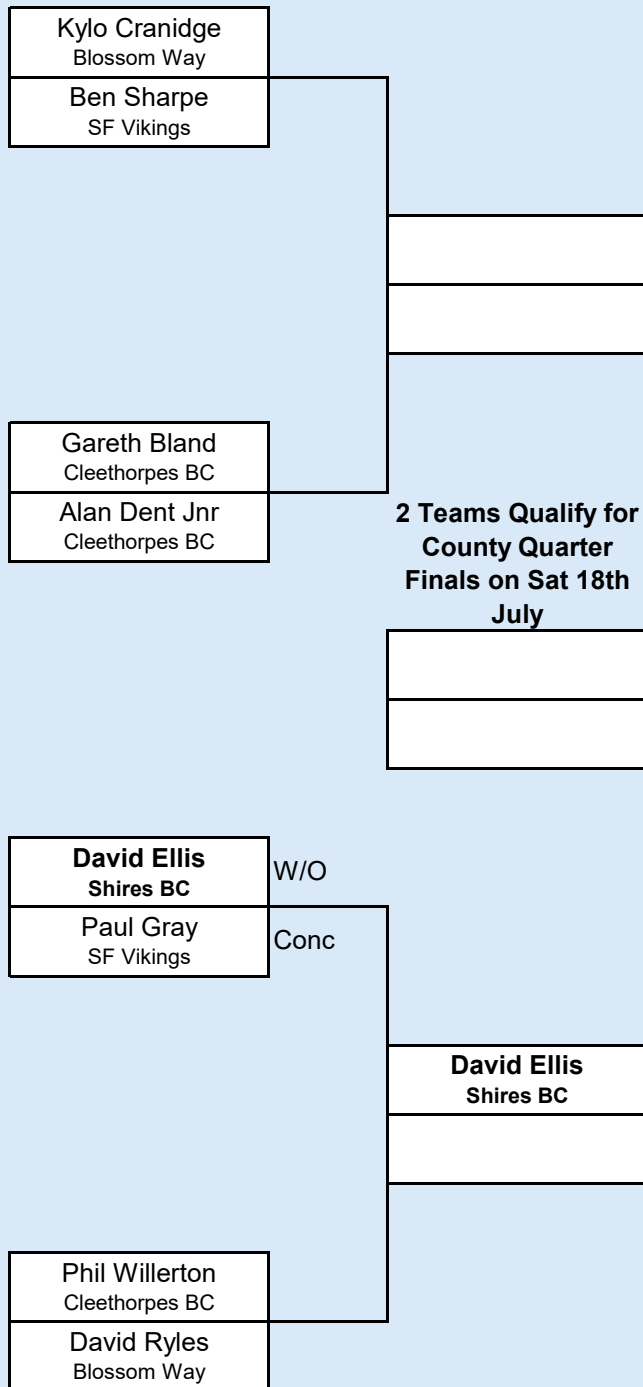 Kylo Cranidge
Blossom Way
Ben Sharpe
SF Vikings
Gareth Bland
Cleethorpes BC
Alan Dent Jnr
Cleethorpes BC
2 Teams Qualify for
County Quarter
Finals on Sat 18th
July
David Ellis
Shires BC
W/O
Paul Gray
SF Vikings
Conc
David Ellis
Shires BC
Phil Willerton
Cleethorpes BC
David Ryles
Blossom Way